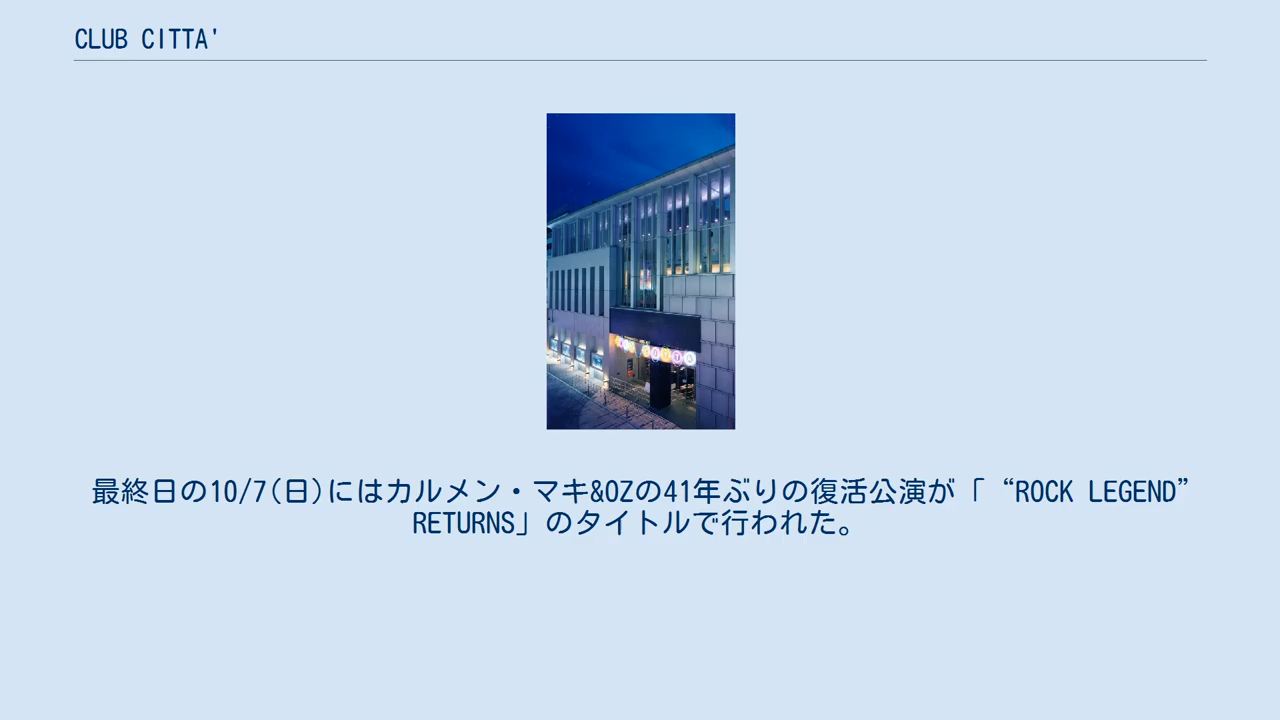 CLUB CITTA'
最終日の10/7(日)にはカルメン・マキ&OZの41年ぶりの復活公演が「“ROCK LEGEND”
RETURNS」のタイトルで行われた。